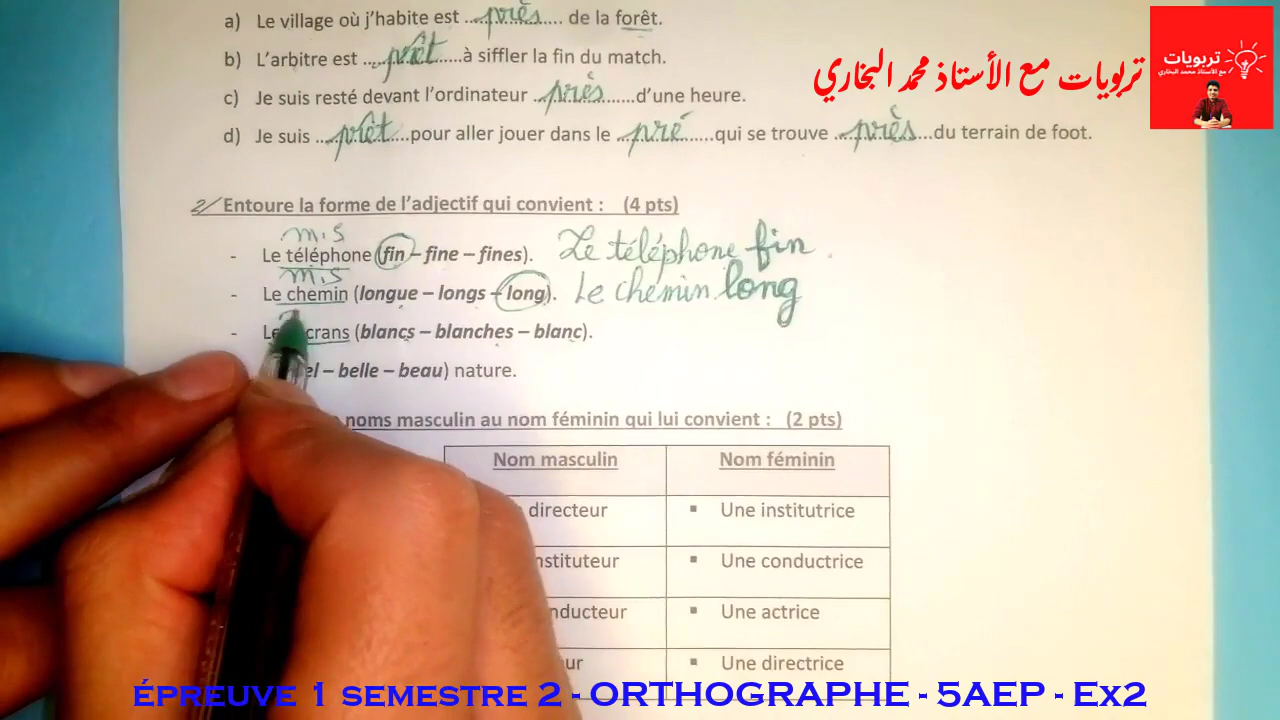 a) Le village où j'habite est ...près... de la forêt.
b) L'arbitre est ...prêt......à siffler la fin du match.
c) Je suis resté devant l'ordinateur ...près......d'une heure.
d) Je suis ...prêt...pour aller jouer dans le ...pré......qui se trouve ...près...du terrain de foot.
تربويات مع الأستاذ محمد البخاري
تربويات
مع الأستاذ محمد البخاري
2/ Entoure la forme de l'adjectif qui convient : (4 pts)
m.s
- Le téléphone (fin – fine – fines). Le téléphone fin.
m.s
- Le chemin (longue – longs – long). Le chemin long
- crans (blancs – blanches – blanc).
– belle – beau) nature.
noms masculin au nom féminin qui lui convient : (2 pts)
Nom masculin Nom féminin
directeur ▪ Une institutrice
▪ Une conductrice
▪ Une actrice
▪ Une directrice
épreuve 1 semestre 2 - ORTHOGRAPHE - 5AEP - Ex2